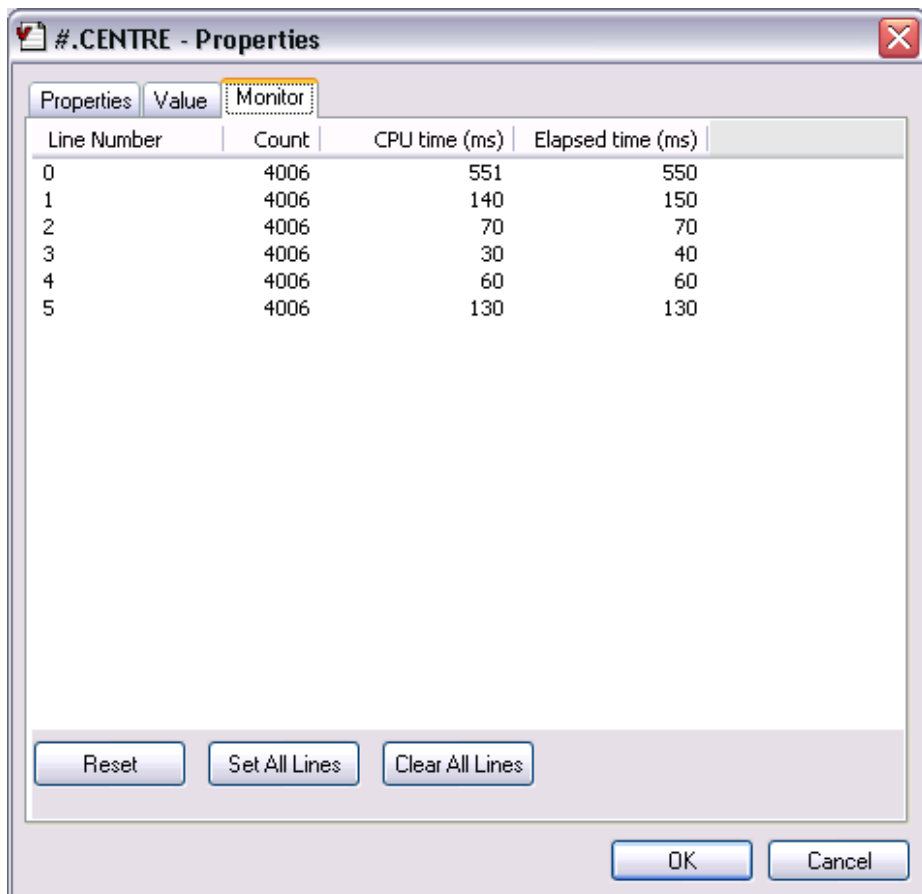 #.CENTRE - Properties
Properties Value Monitor
Line Number Count CPU time (ms) Elapsed time (ms)
0 4006 551 550
1 4006 140 150
2 4006 70 70
3 4006 30 40
4 4006 60 60
5 4006 130 130
Reset Set All Lines Clear All Lines
OK Cancel